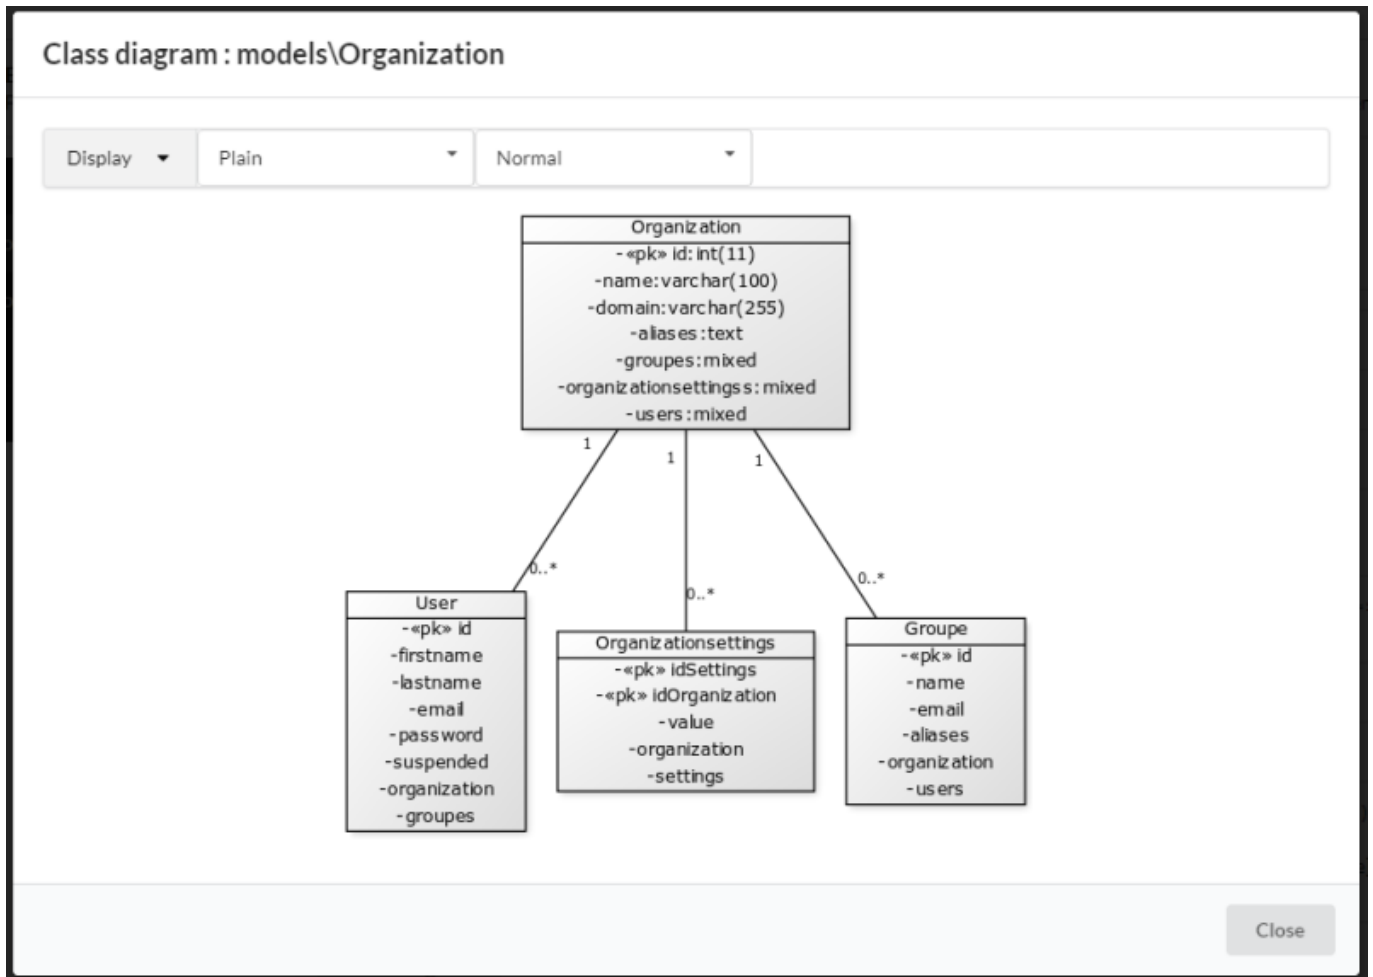 Class diagram : models\Organization
Display
Plain
Normal
Organization
-«pk» id:int(11)
-name:varchar(100)
-domain:varchar(255)
-aliases:text
-groupes:mixed
-organizationsettingss:mixed
-users:mixed
1
1
1
0..*
0..*
0..*
User
-«pk» id
-firstname
-lastname
-email
-password
-suspended
-organization
-groupes
Organizationsettings
-«pk» idSettings
-«pk» idOrganization
-value
-organization
-settings
Groupe
-«pk» id
-name
-email
-aliases
-organization
-users
Close